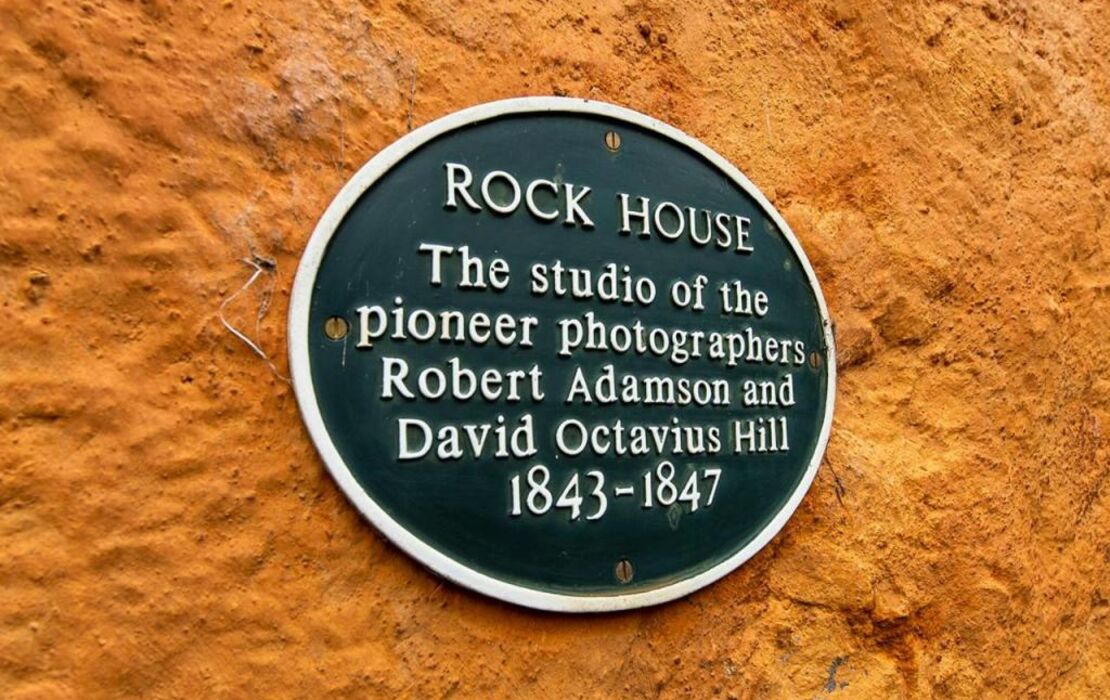 ROCK HOUSE
The studio of the
pioneer photographers
Robert Adamson and
David Octavius Hill
1843-1847